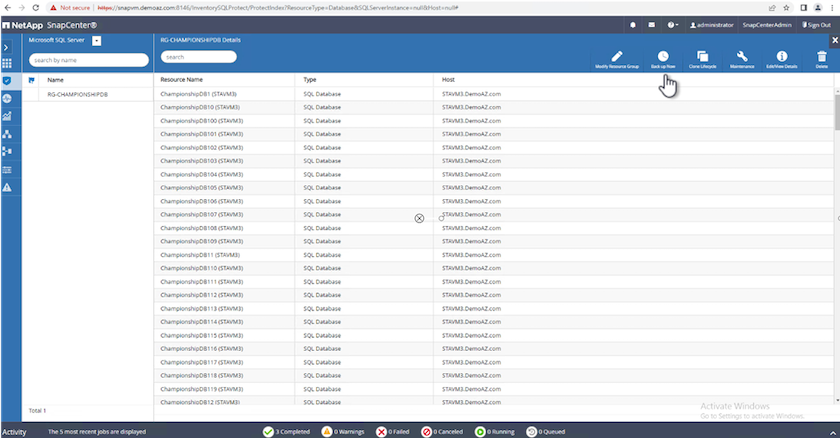 Not secure | https://snapvm.demoaz.com:8146/InventorySQLProtect/ProtectIndex?ResourceType=Database&SQLServerInstance=null&Host=null#
NetApp SnapCenter®
administrator SnapCenterAdmin Sign Out
Microsoft SQL Server
search by name
Name
RG-CHAMPIONSHIPDB
Total 1
RG-CHAMPIONSHIPDB Details
search
Modify Resource Group Back up Now Clone Lifecycle Maintenance Edit/View Details Delete
Resource Name Type Host
ChampionshipDB1 (STAVM3) SQL Database STAVM3.DemoAZ.com
ChampionshipDB10 (STAVM3) SQL Database STAVM3.DemoAZ.com
ChampionshipDB100 (STAVM3) SQL Database STAVM3.DemoAZ.com
ChampionshipDB101 (STAVM3) SQL Database STAVM3.DemoAZ.com
ChampionshipDB102 (STAVM3) SQL Database STAVM3.DemoAZ.com
ChampionshipDB103 (STAVM3) SQL Database STAVM3.DemoAZ.com
ChampionshipDB104 (STAVM3) SQL Database STAVM3.DemoAZ.com
ChampionshipDB105 (STAVM3) SQL Database STAVM3.DemoAZ.com
ChampionshipDB106 (STAVM3) SQL Database STAVM3.DemoAZ.com
ChampionshipDB107 (STAVM3) SQL Database STAVM3.DemoAZ.com
ChampionshipDB108 (STAVM3) SQL Database STAVM3.DemoAZ.com
ChampionshipDB109 (STAVM3) SQL Database STAVM3.DemoAZ.com
ChampionshipDB11 (STAVM3) SQL Database STAVM3.DemoAZ.com
ChampionshipDB110 (STAVM3) SQL Database STAVM3.DemoAZ.com
ChampionshipDB111 (STAVM3) SQL Database STAVM3.DemoAZ.com
ChampionshipDB112 (STAVM3) SQL Database STAVM3.DemoAZ.com
ChampionshipDB113 (STAVM3) SQL Database STAVM3.DemoAZ.com
ChampionshipDB114 (STAVM3) SQL Database STAVM3.DemoAZ.com
ChampionshipDB115 (STAVM3) SQL Database STAVM3.DemoAZ.com
ChampionshipDB116 (STAVM3) SQL Database STAVM3.DemoAZ.com
ChampionshipDB117 (STAVM3) SQL Database STAVM3.DemoAZ.com
ChampionshipDB118 (STAVM3) SQL Database STAVM3.DemoAZ.com
ChampionshipDB119 (STAVM3) SQL Database STAVM3.DemoAZ.com
ChampionshipDB12 (STAVM3) SQL Database STAVM3.DemoAZ.com
Activate Windows
Go to Settings to activate Windows.
Activity The 5 most recent jobs are displayed 3 Completed 0 Warnings 0 Failed 0 Canceled 0 Running 0 Queued